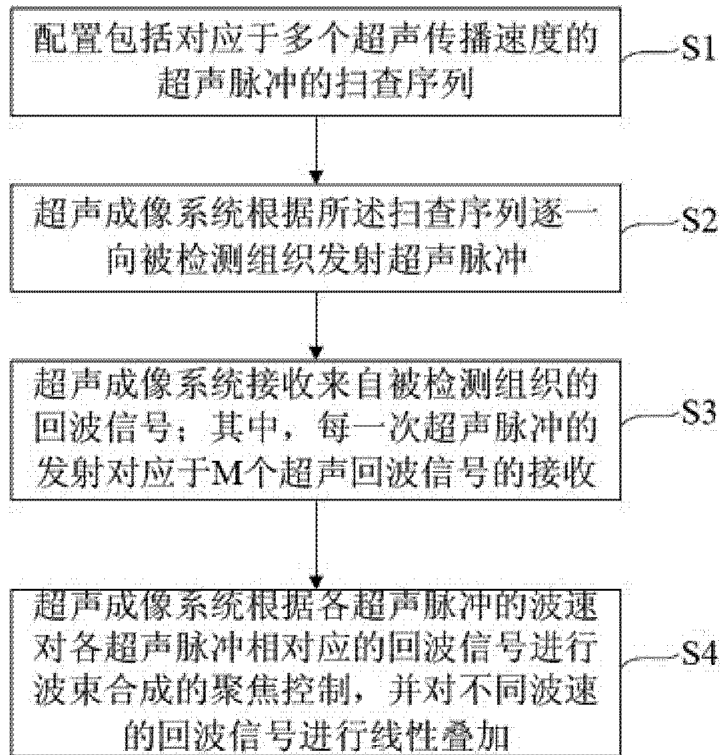 配置包括对应于多个超声传播速度的
超声脉冲的扫查序列
S1
超声成像系统根据所述扫查序列逐一
向被检测组织发射超声脉冲
S2
超声成像系统接收来自被检测组织的
回波信号；其中，每一次超声脉冲的
发射对应于M个超声回波信号的接收
S3
超声成像系统根据各超声脉冲的波速
对各超声脉冲相对应的回波信号进行
波束合成的聚焦控制，并对不同波速
的回波信号进行线性叠加
S4